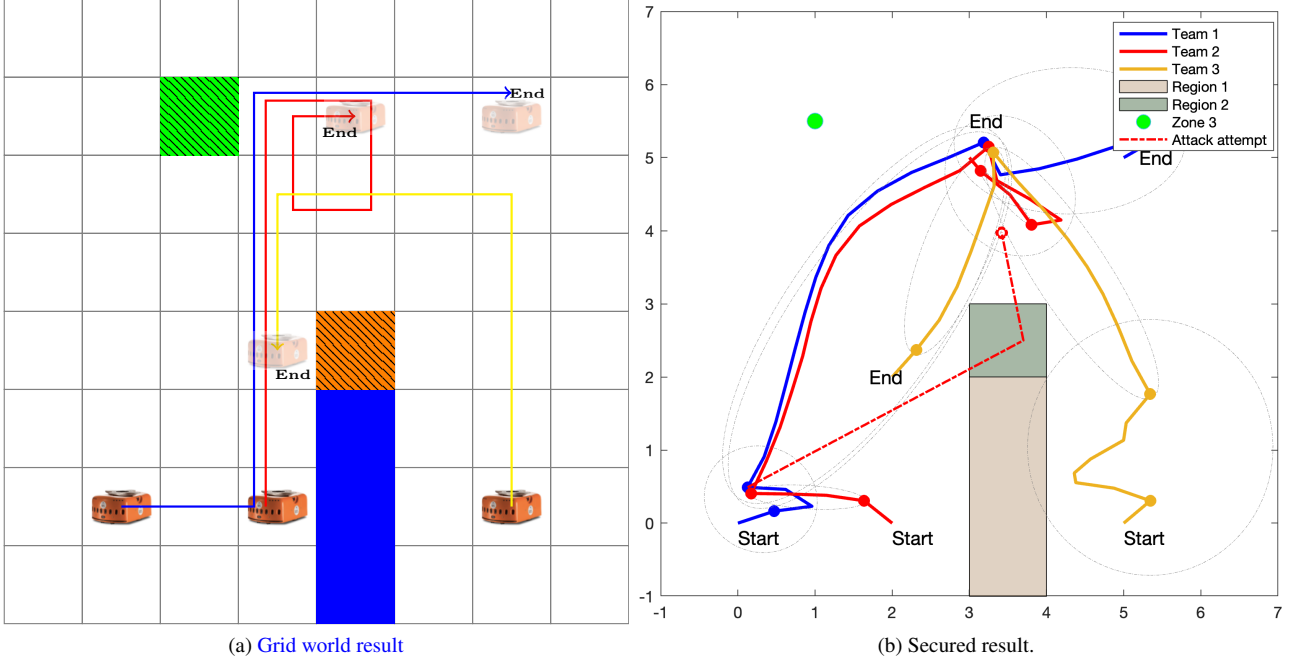 End
End
End
(a) Grid world result
7
6
5
4
3
2
1
0
-1
-1
0
1
2
3
4
5
6
7
Team 1
Team 2
Team 3
Region 1
Region 2
Zone 3
Attack attempt
End
End
End
Start
Start
Start
(b) Secured result.